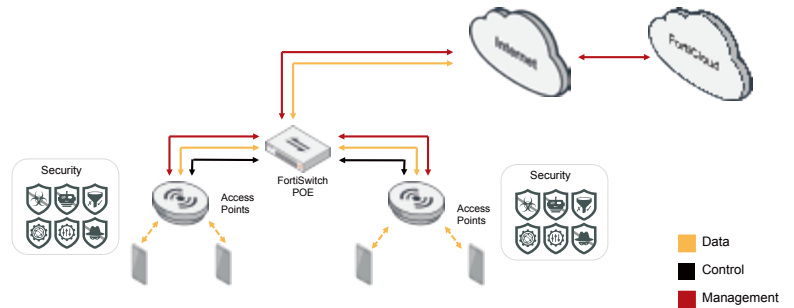 Internet
FortiCloud
FortiSwitch
POE
Security
Access
Points
Access
Points
Security
Data
Control
Management